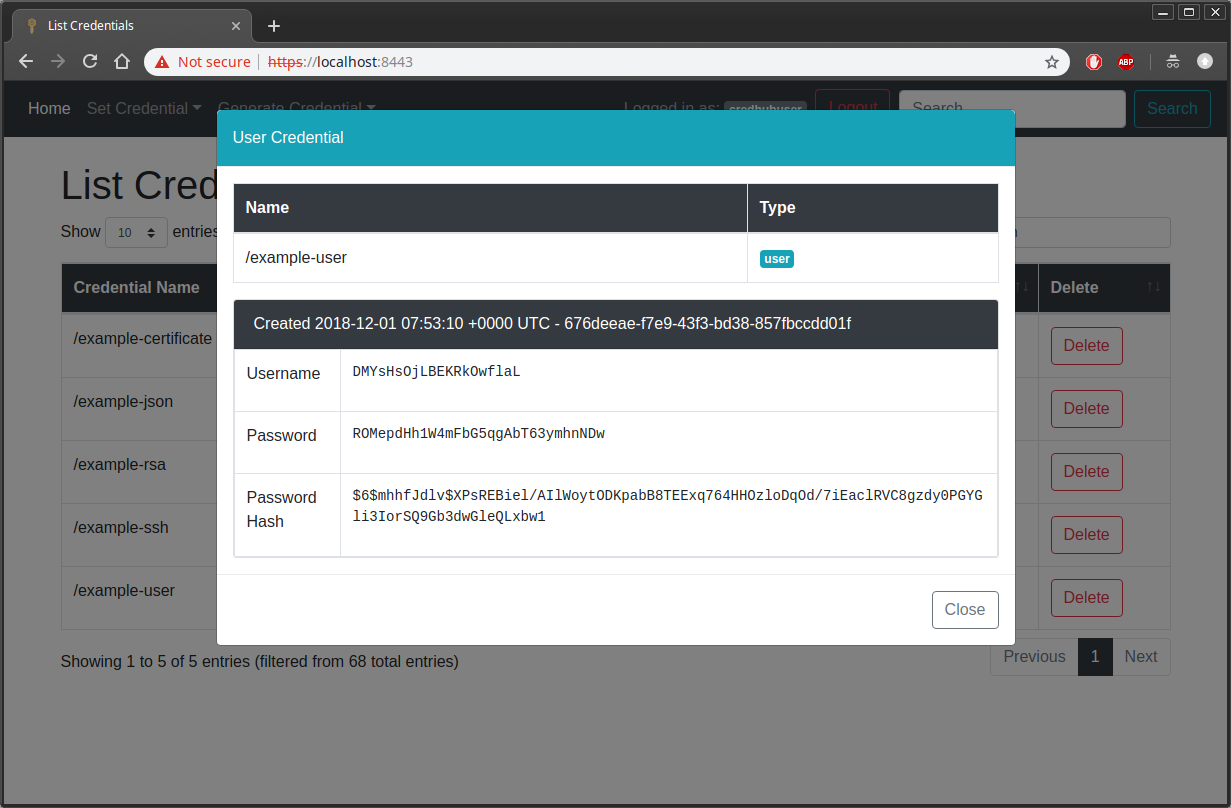 List Credentials
Not secure https://localhost:8443
ABP
Home Set Credential Generate Credential Logged in as: credhubuser Logout Search Search
User Credential
List Cred
Name Type
Show 10 entries
/example-user user
Credential Name Delete
Created 2018-12-01 07:53:10 +0000 UTC - 676deeae-f7e9-43f3-bd38-857fbccdd01f
/example-certificate Delete
Username DMYsHsOjLBEKRkOwflaL
/example-json Delete
Password ROMepdHh1W4mFbG5qgAbT63ymhnNDw
/example-rsa Delete
Password Hash $6$mhhfJdlv$XPsREBiel/AIlWoytODKpabB8TEExq764HHOzloDqOd/7iEaclRVC8gzdy0PGYG
li3IorSQ9Gb3dwGleQLxbw1
/example-ssh Delete
/example-user Delete
Close
Showing 1 to 5 of 5 entries (filtered from 68 total entries) Previous 1 Next